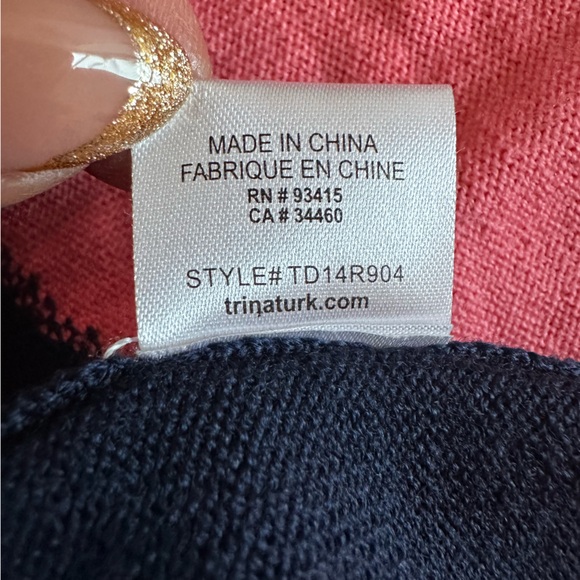 MADE IN CHINA
FABRIQUE EN CHINE
RN # 93415
CA # 34460
STYLE# TD14R904
trinaturk.com